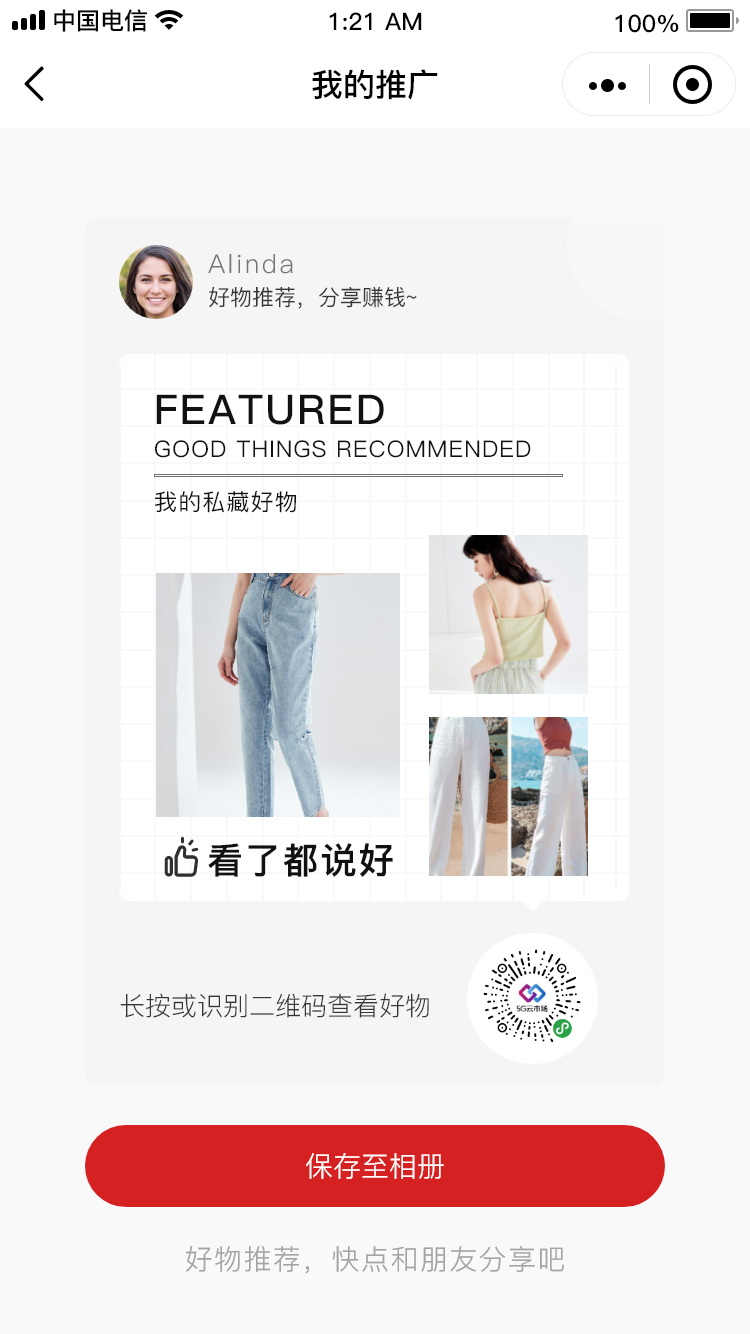 中国电信
1:21 AM
100%
我的推广
Alinda
好物推荐，分享赚钱~
FEATURED
GOOD THINGS RECOMMENDED
我的私藏好物
看了都说好
长按或识别二维码查看好物
5G云市场
保存至相册
好物推荐，快点和朋友分享吧